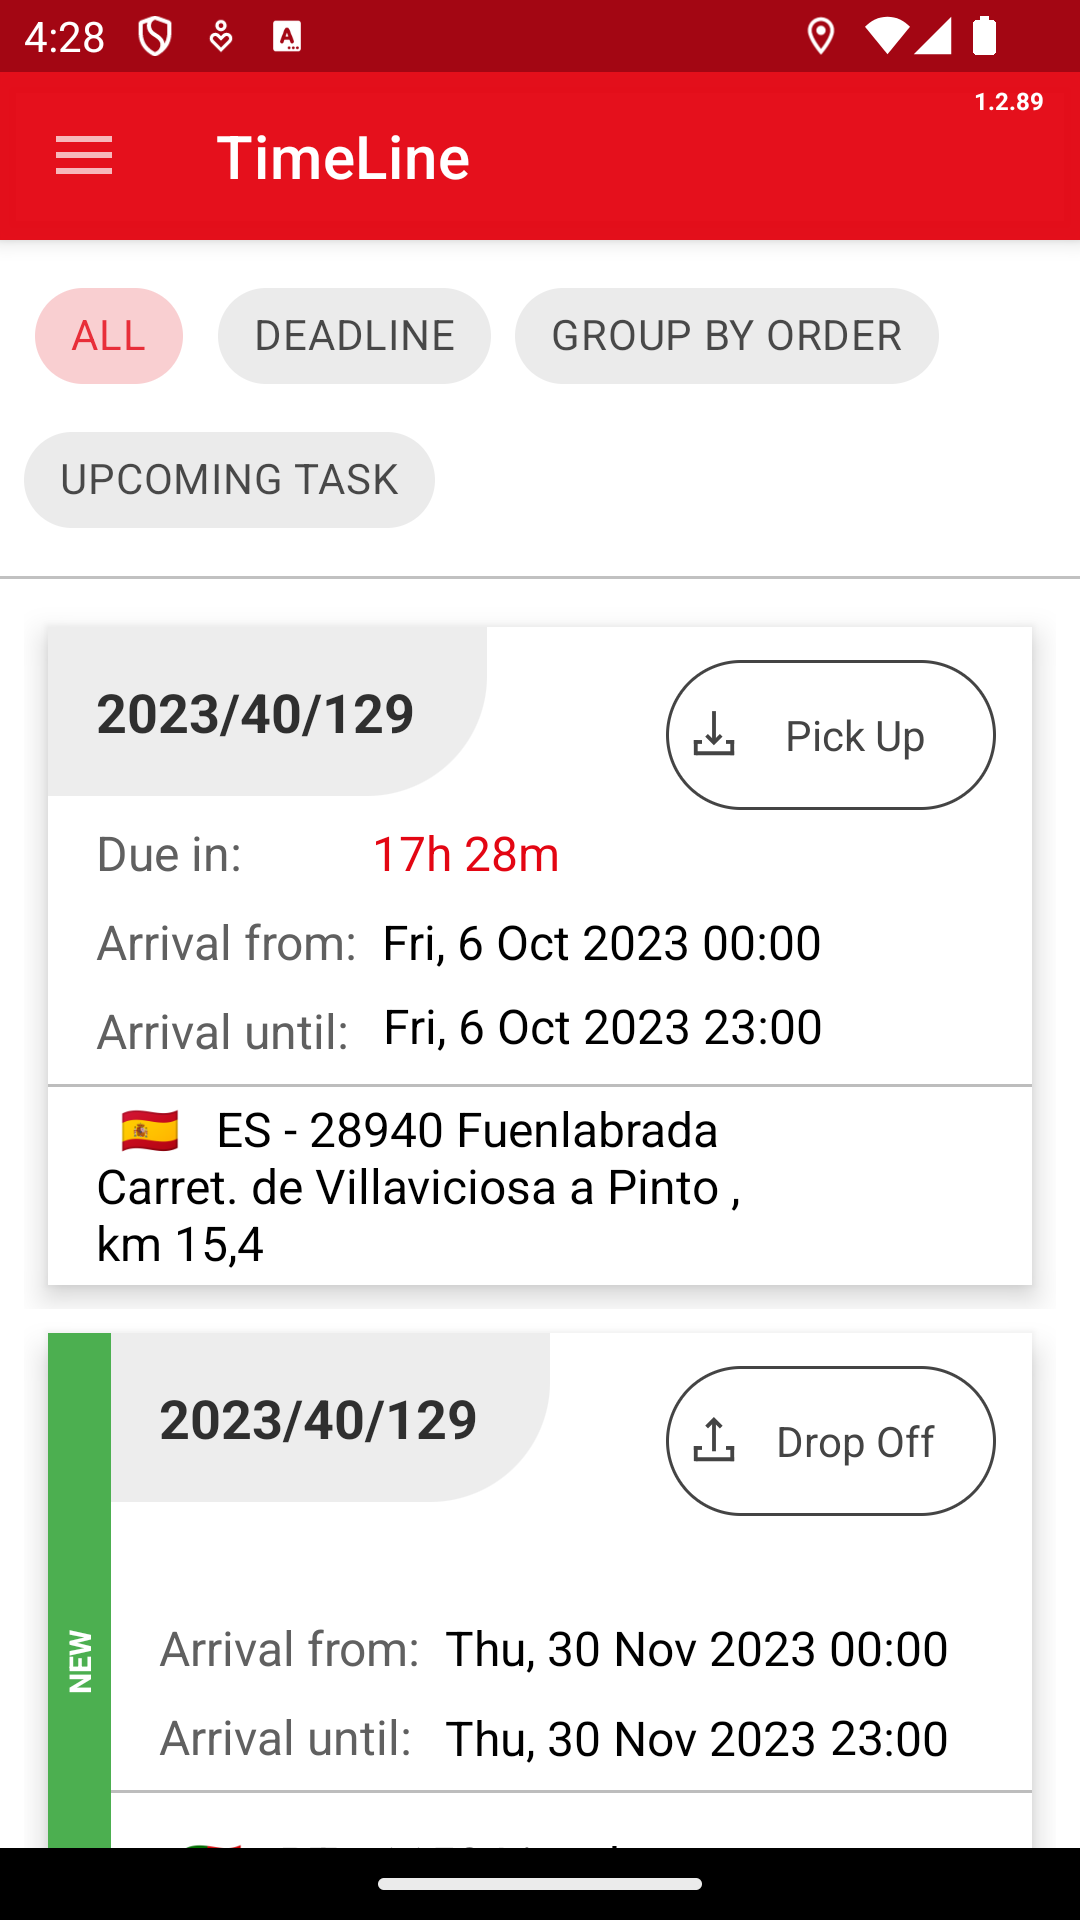 4:28
A
1.2.89
TimeLine
ALL
DEADLINE
GROUP BY ORDER
UPCOMING TASK
2023/40/129
Pick Up
Due in: 17h 28m
Arrival from: Fri, 6 Oct 2023 00:00
Arrival until: Fri, 6 Oct 2023 23:00
ES - 28940 Fuenlabrada
Carret. de Villaviciosa a Pinto ,
km 15,4
2023/40/129
Drop Off
NEW
Arrival from: Thu, 30 Nov 2023 00:00
Arrival until: Thu, 30 Nov 2023 23:00